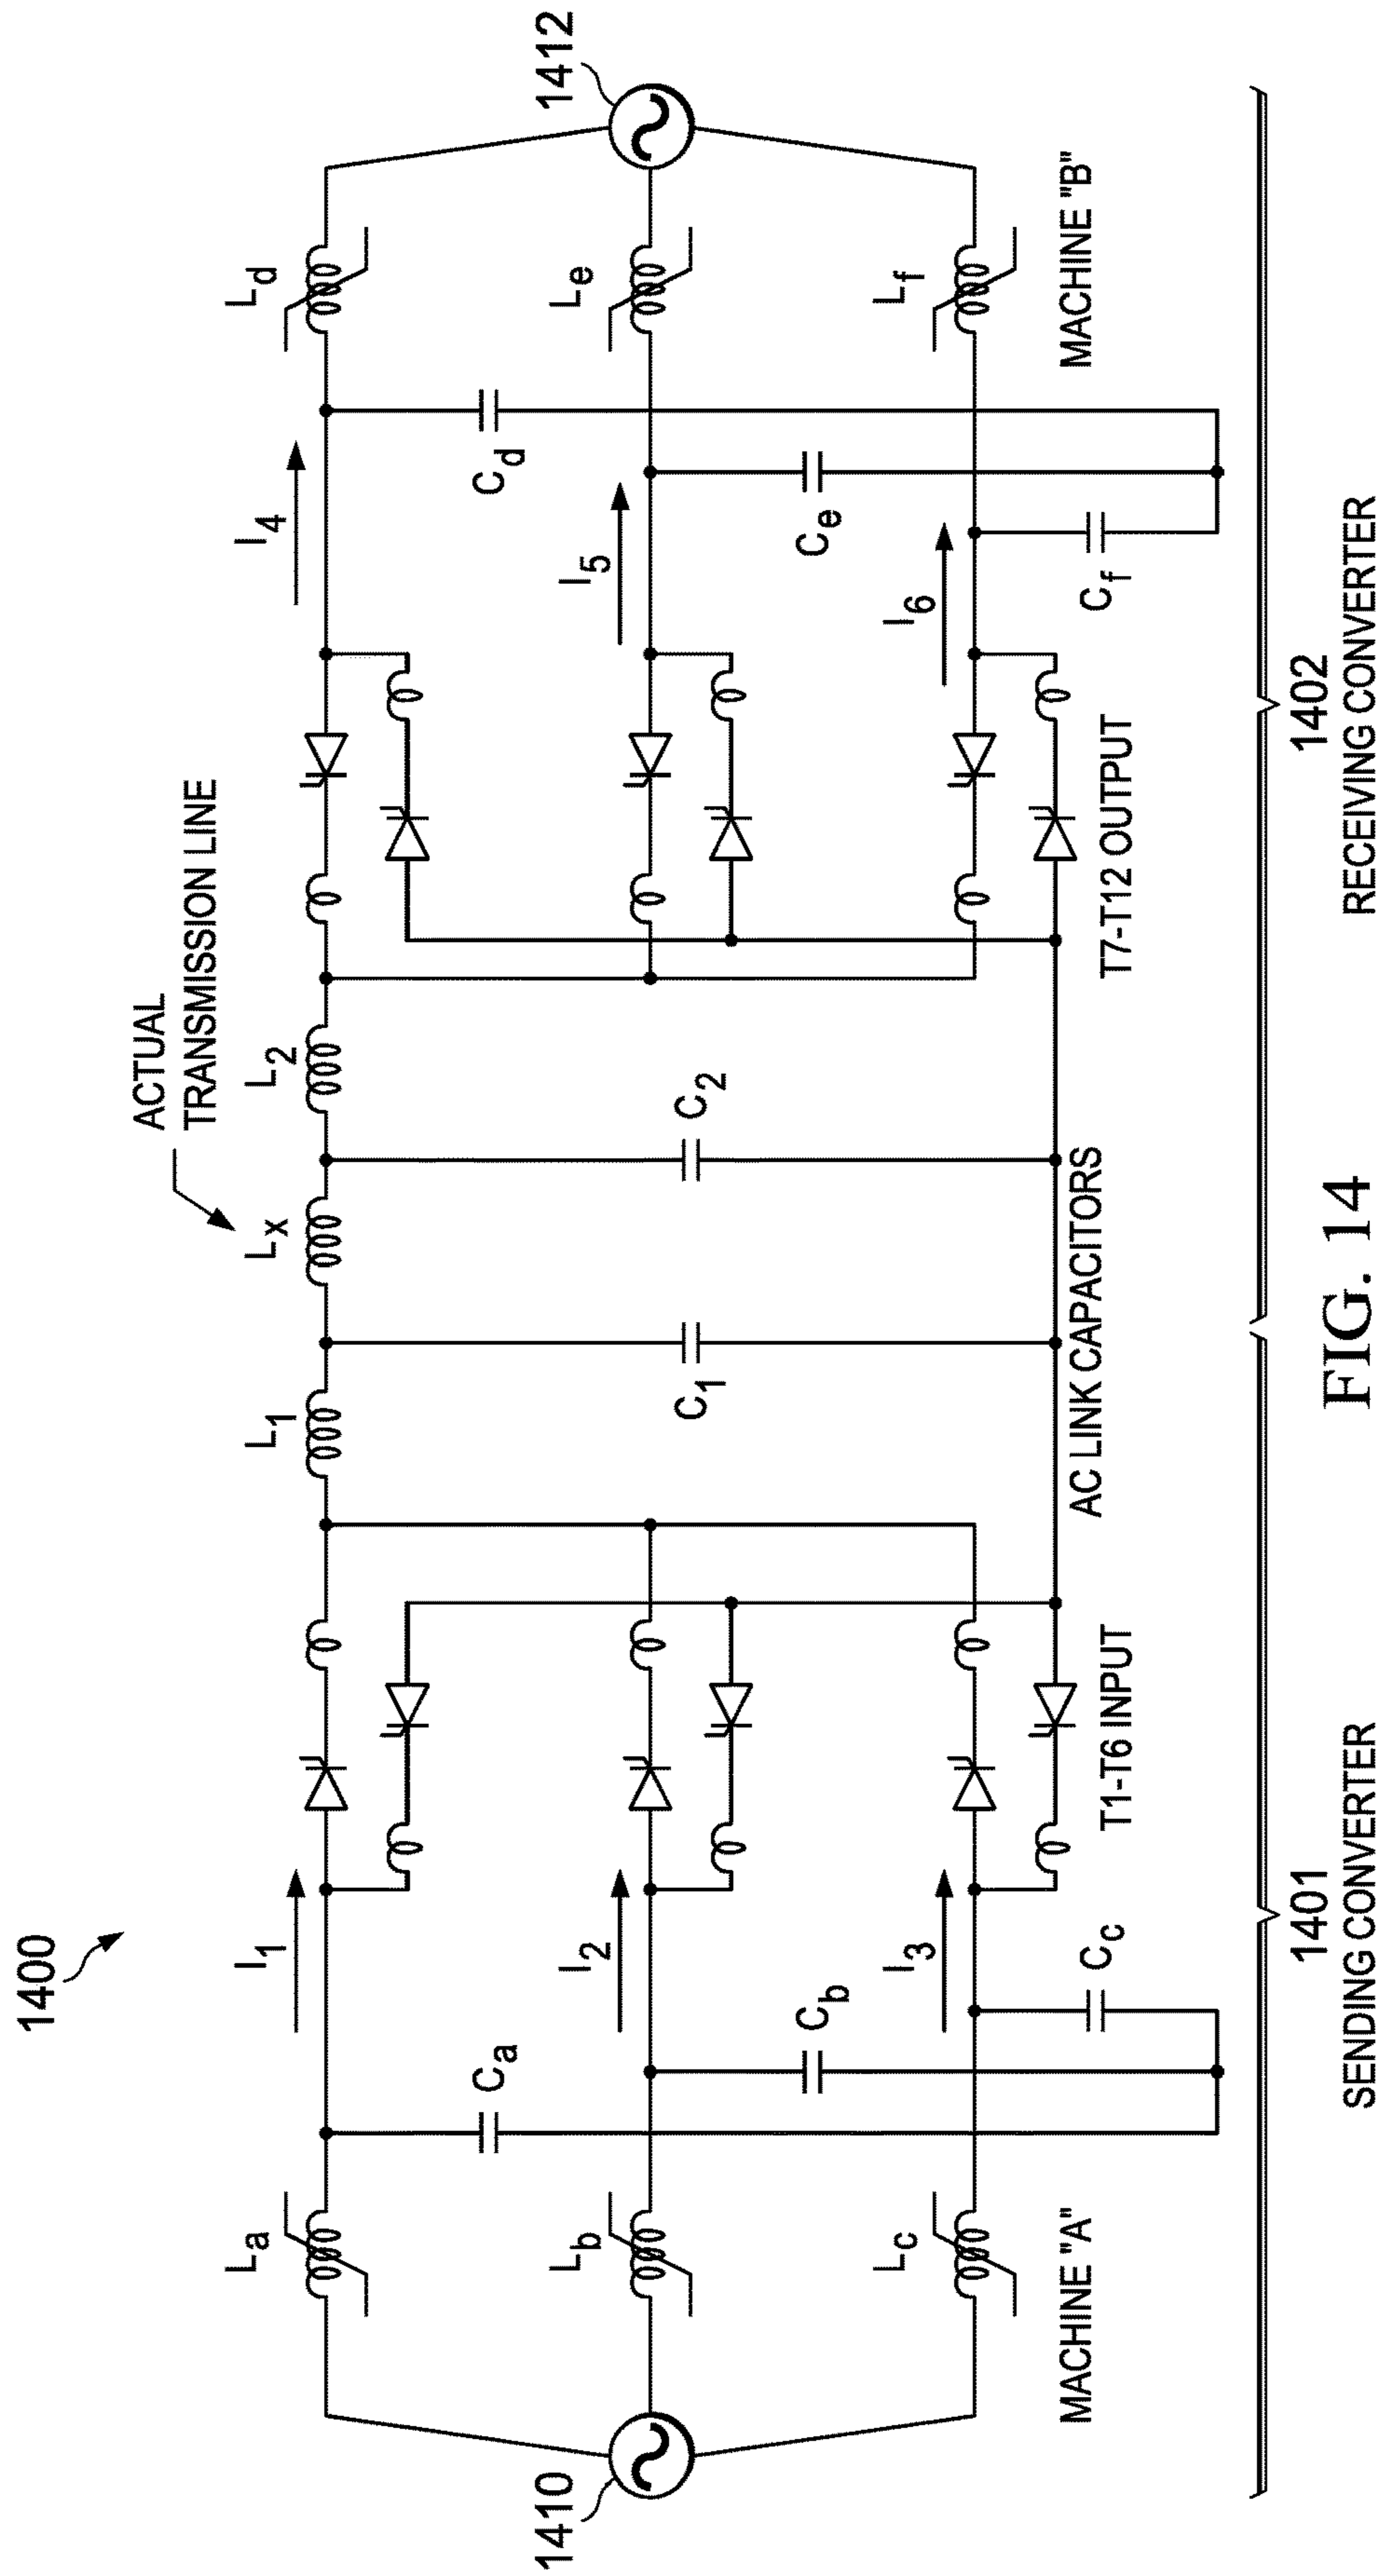 1400
ACTUAL
TRANSMISSION LINE
La
I1
L1
Lx
L2
I4
Ld
1410
Ca
Cd
1412
Lb
I2
I5
Le
C1
C2
Cb
Ce
Lc
I3
I6
Lf
Cc
Cf
MACHINE "A"
T1-T6 INPUT
AC LINK CAPACITORS
T7-T12 OUTPUT
MACHINE "B"
1401
SENDING CONVERTER
1402
RECEIVING CONVERTER
FIG. 14